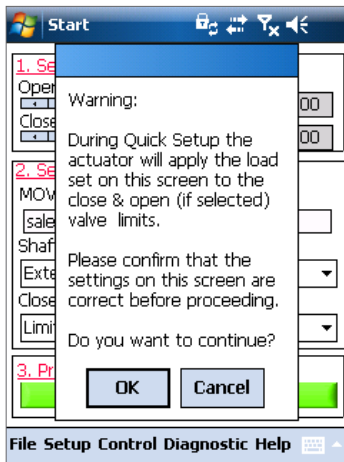 Start
1. Se
Open
00
Close
00
Warning:
During Quick Setup the
actuator will apply the load
set on this screen to the
close & open (if selected)
valve limits.
Please confirm that the
settings on this screen are
correct before proceeding.
Do you want to continue?
OK Cancel
2. Se
MOV
sale
Shaf
Exte
Close
Limi
3. Pr
File Setup Control Diagnostic Help